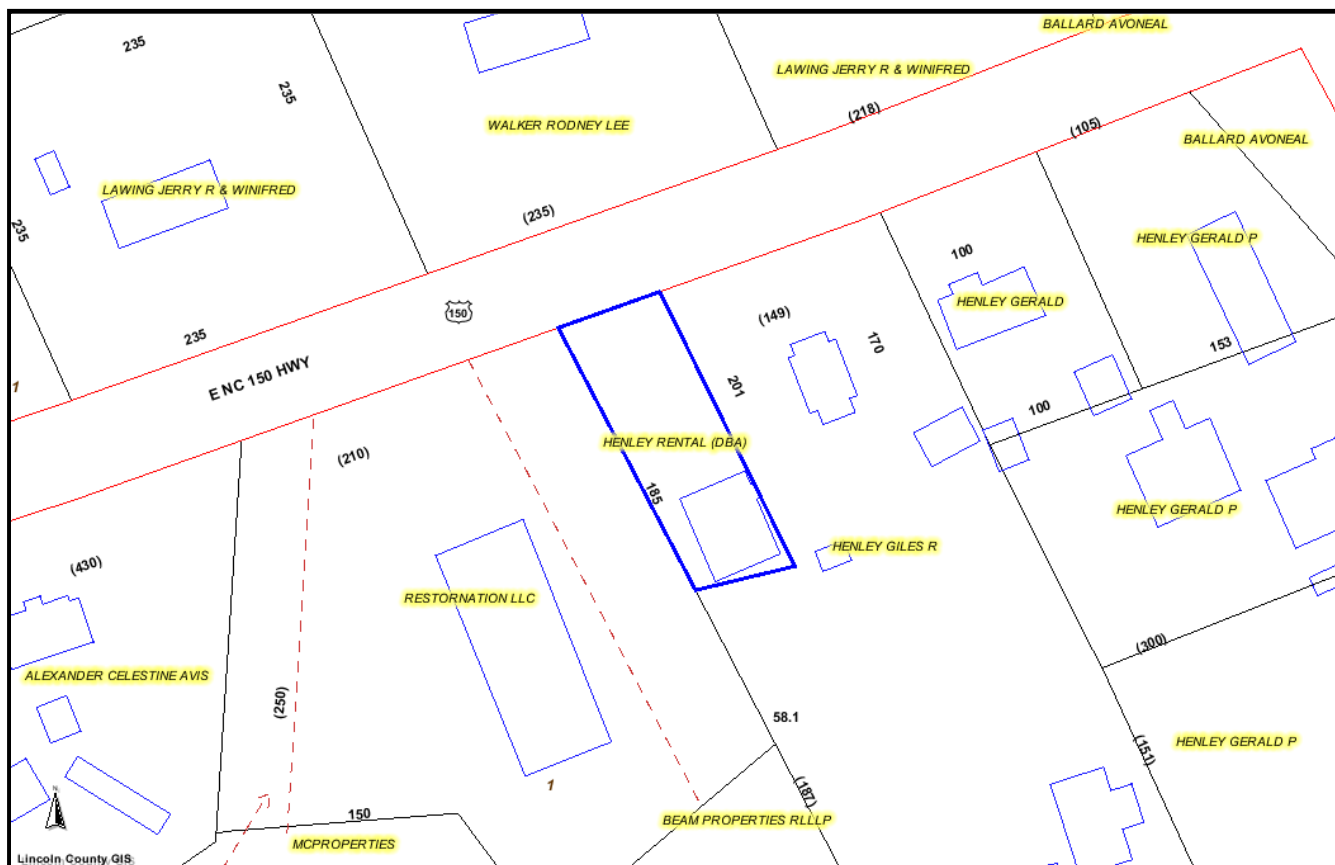 BALLARD AVONEAL
235
LAWING JERRY R & WINIFRED
235
(218)
WALKER RODNEY LEE
(105)
BALLARD AVONEAL
LAWING JERRY R & WINIFRED
(235)
235
HENLEY GERALD P
100
HENLEY GERALD
150
(149)
235
170
153
E NC 150 HWY
201
1
100
HENLEY RENTAL (DBA)
(210)
185
HENLEY GERALD P
HENLEY GILES R
(430)
RESTORNATION LLC
(300)
ALEXANDER CELESTINE AVIS
(250)
58.1
HENLEY GERALD P
(151)
1
(187)
N
150
BEAM PROPERTIES RLLLP
MCPROPERTIES
Lincoln County GIS